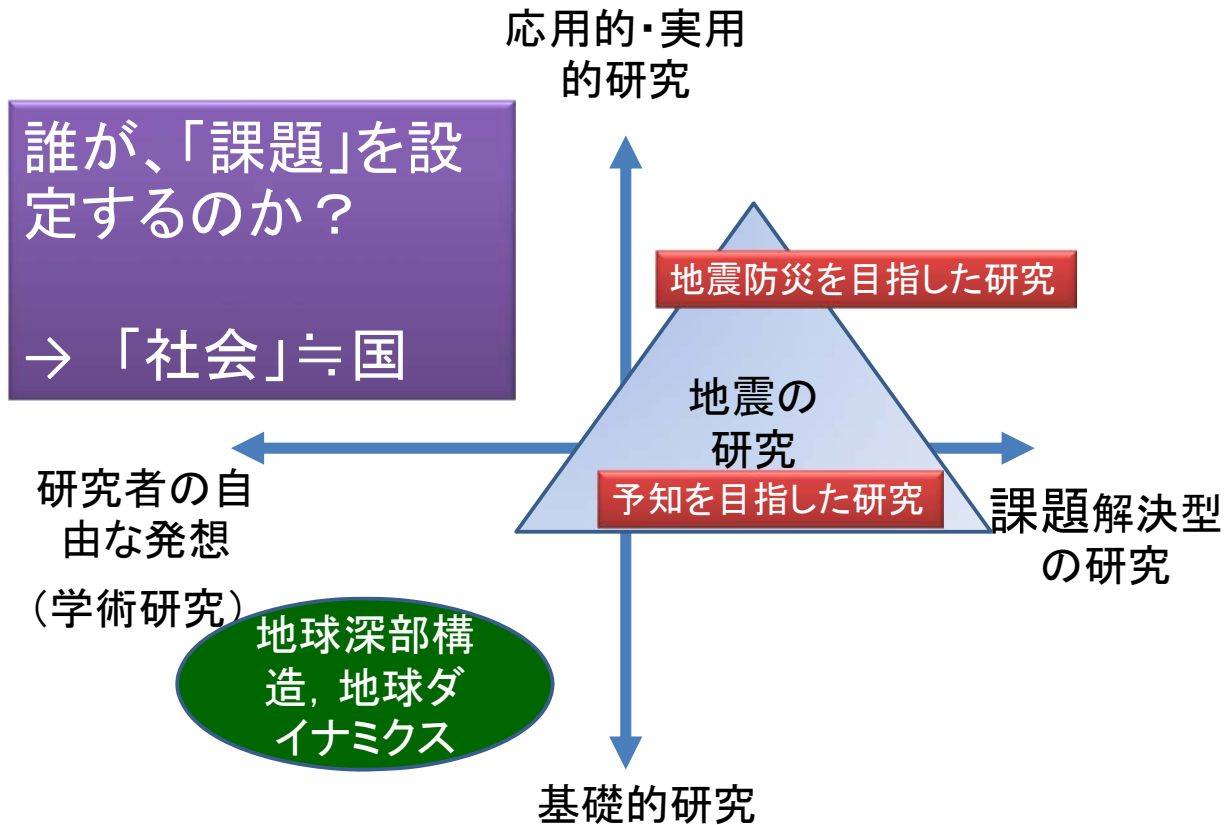 応用的・実用
的研究
誰が、「課題」を設
定するのか？
→ 「社会」≒国
地震防災を目指した研究
地震の
研究
予知を目指した研究
研究者の自
由な発想
（学術研究）
課題解決型
の研究
地球深部構
造，地球ダ
イナミクス
基礎的研究